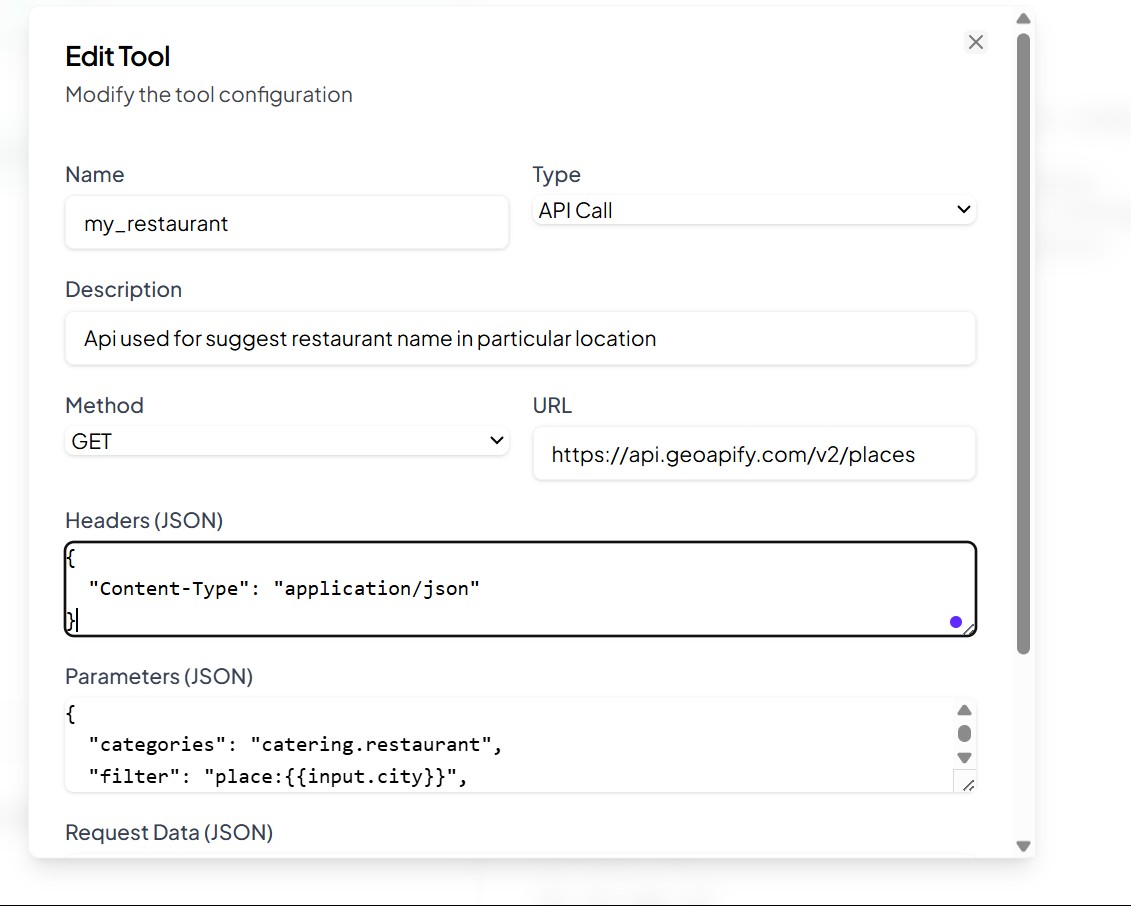 Edit Tool
Modify the tool configuration
Name
Type
my_restaurant
API Call
Description
Api used for suggest restaurant name in particular location
Method
URL
GET
https://api.geoapify.com/v2/places
Headers (JSON)
{
"Content-Type": "application/json"
}
Parameters (JSON)
{
"categories": "catering.restaurant",
"filter": "place:{{input.city}}",
Request Data (JSON)